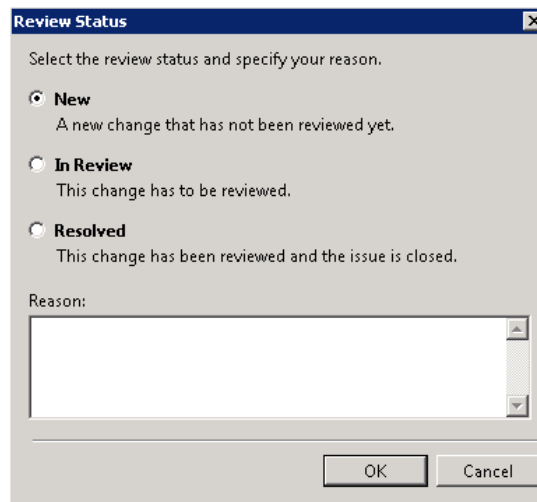 Review Status
Select the review status and specify your reason.
New
A new change that has not been reviewed yet.
In Review
This change has to be reviewed.
Resolved
This change has been reviewed and the issue is closed.
Reason:
OK Cancel